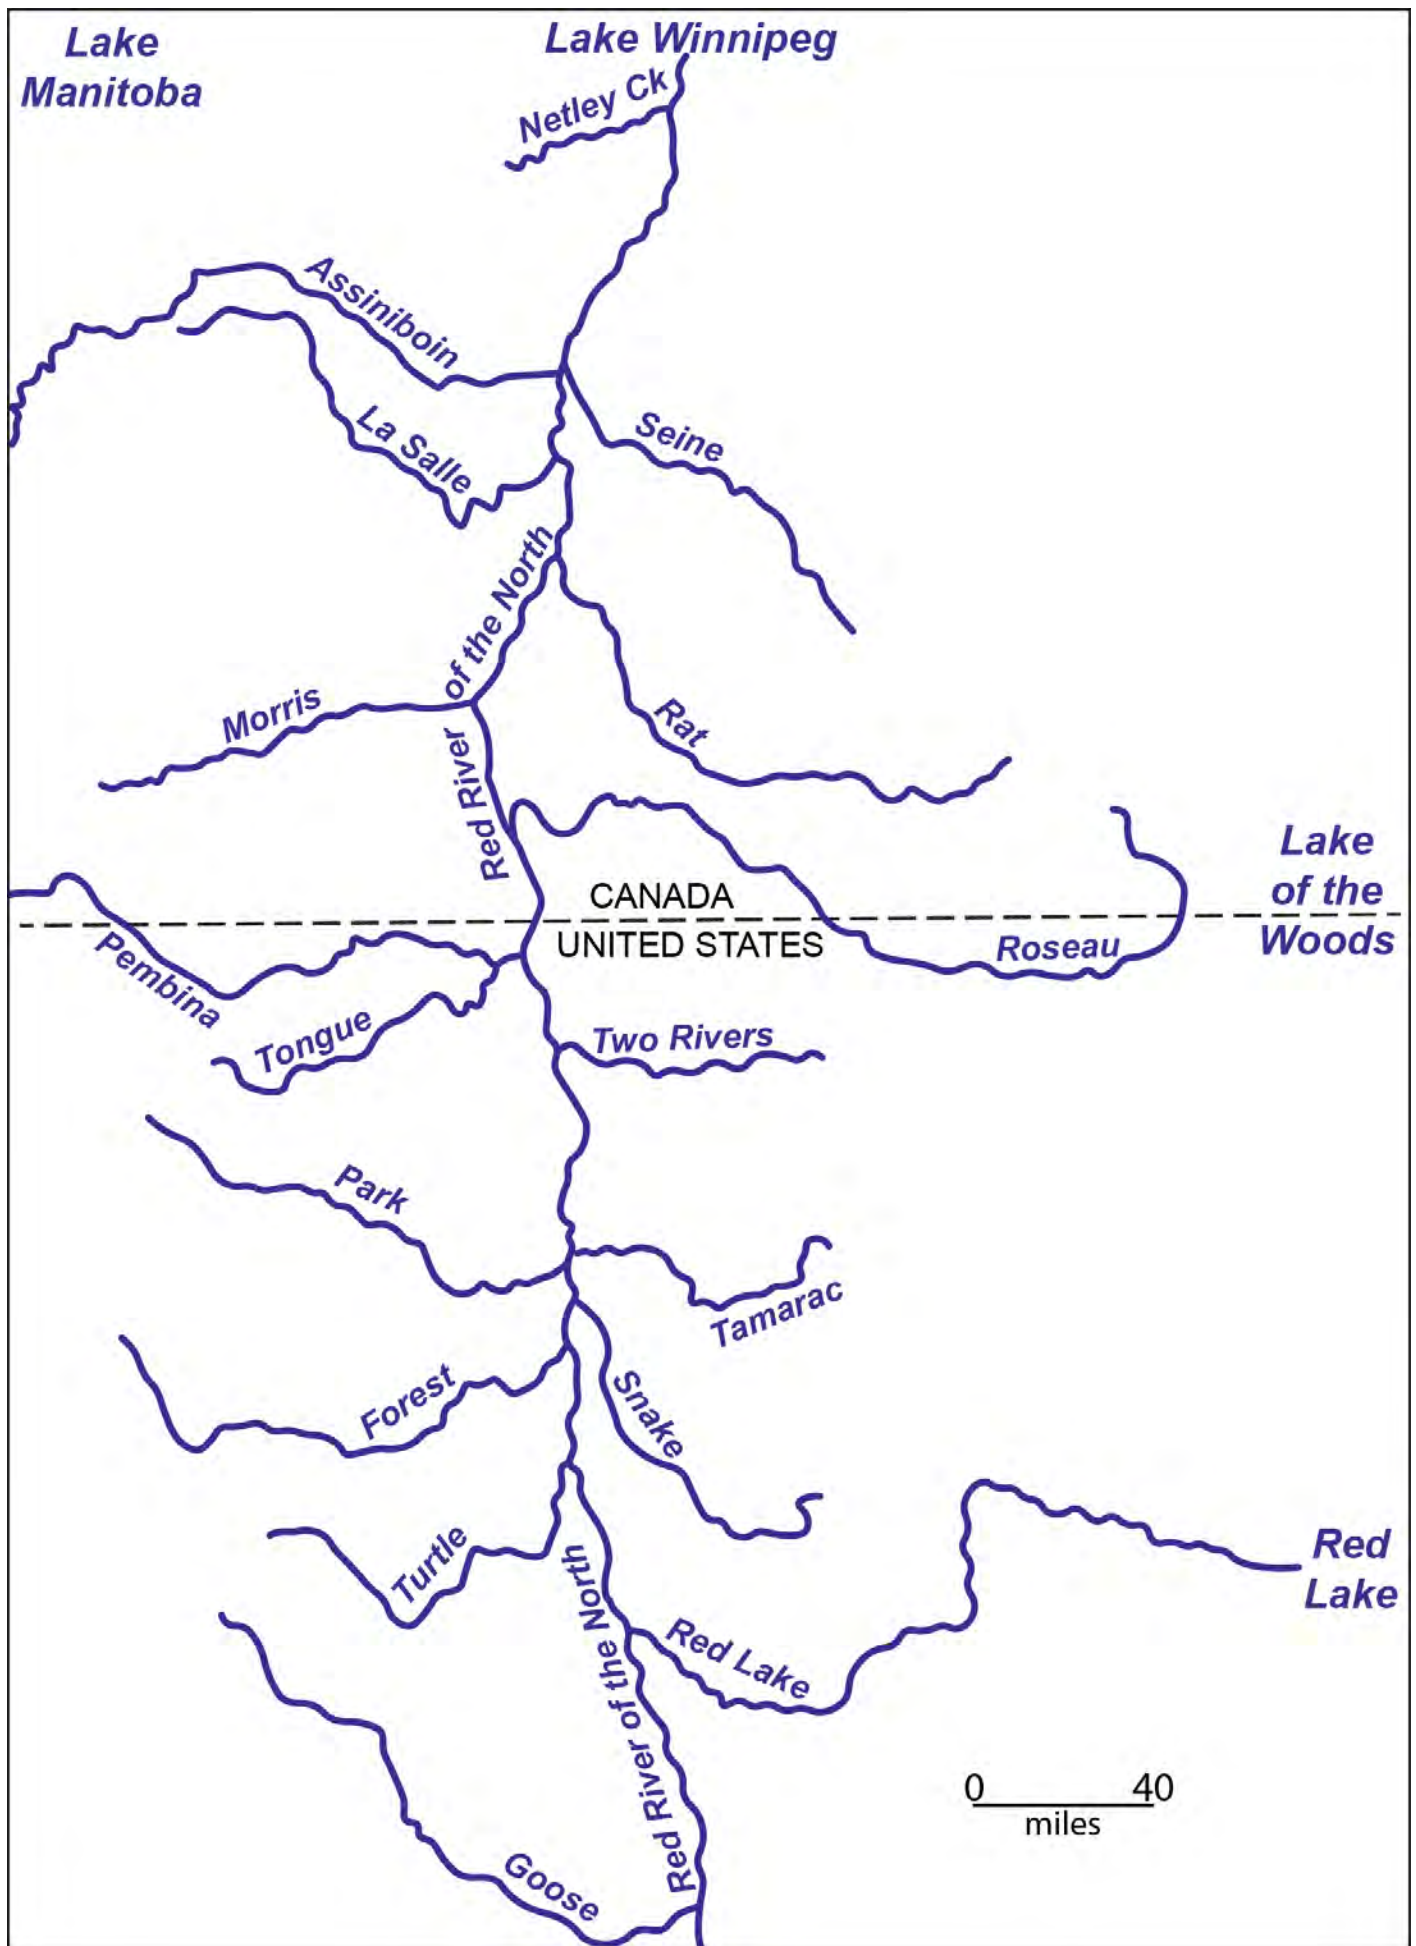 Lake
Manitoba
Lake Winnipeg
Netley Ck
Assiniboin
La Salle
Seine
of the North
Red River
Morris
Rat
Lake
of the
Woods
CANADA
UNITED STATES
Roseau
Pembina
Tongue
Two Rivers
Park
Tamarac
Forest
Snake
Turtle
Red River of the North
Red Lake
Red
Lake
Goose
0 40
miles